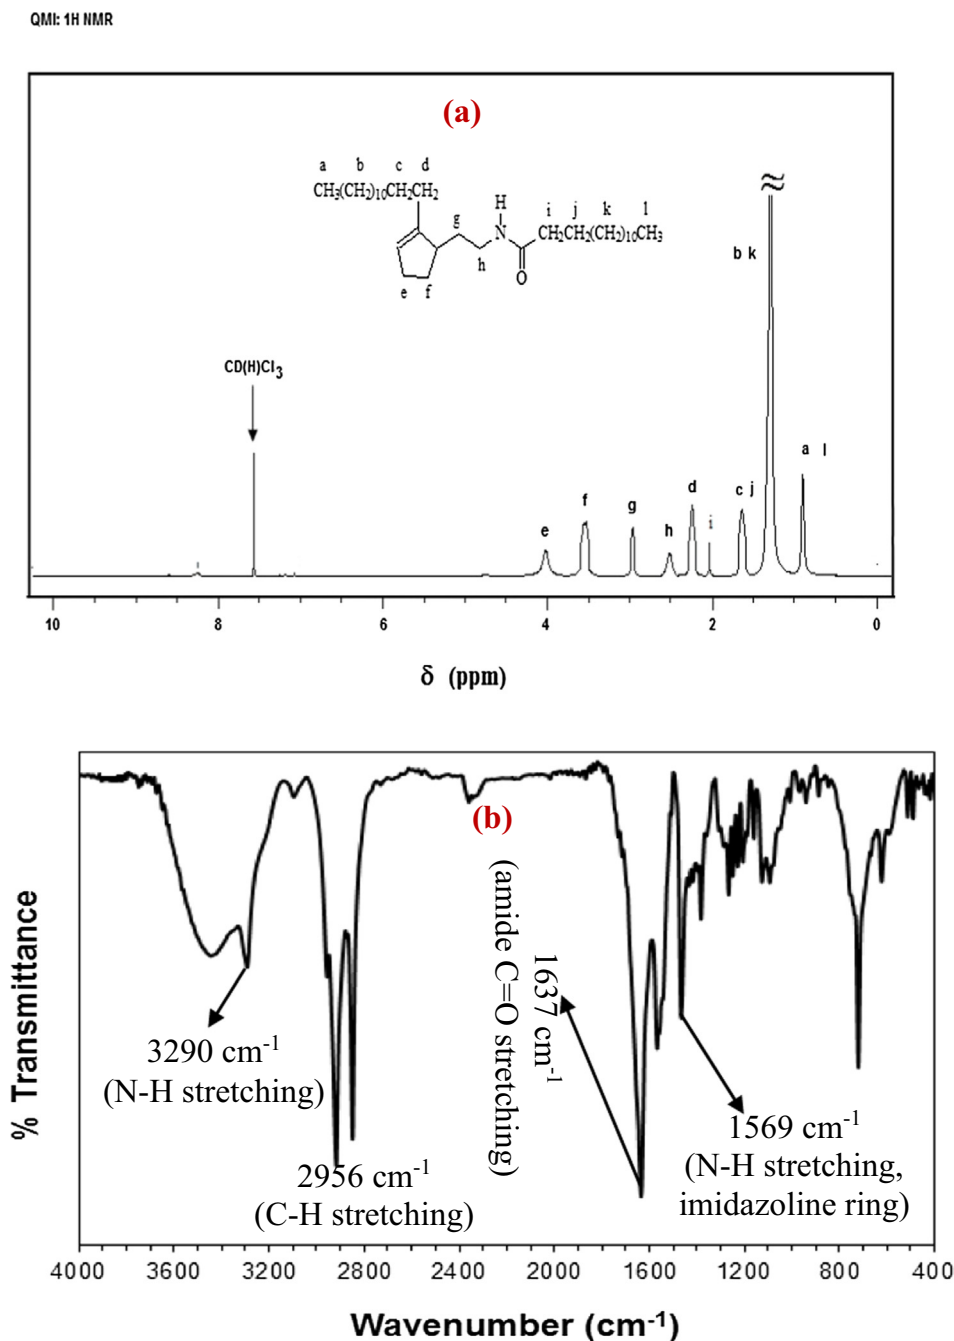 QMI: 1H NMR
(a)
a b c d
CH3(CH2)10CH2CH2
H
N
g
i j k l
CH2CH2(CH2)10CH3
h
O
e f
b k
CD(H)Cl3
a l
e f g h d i c j
10 8 6 4 2 0
δ (ppm)
(b)
% Transmittance
3290 cm-1
(N-H stretching)
2956 cm-1
(C-H stretching)
1637 cm-1
(amide C=O stretching)
1569 cm-1
(N-H stretching,
imidazoline ring)
4000 3600 3200 2800 2400 2000 1600 1200 800 400
Wavenumber (cm-1)